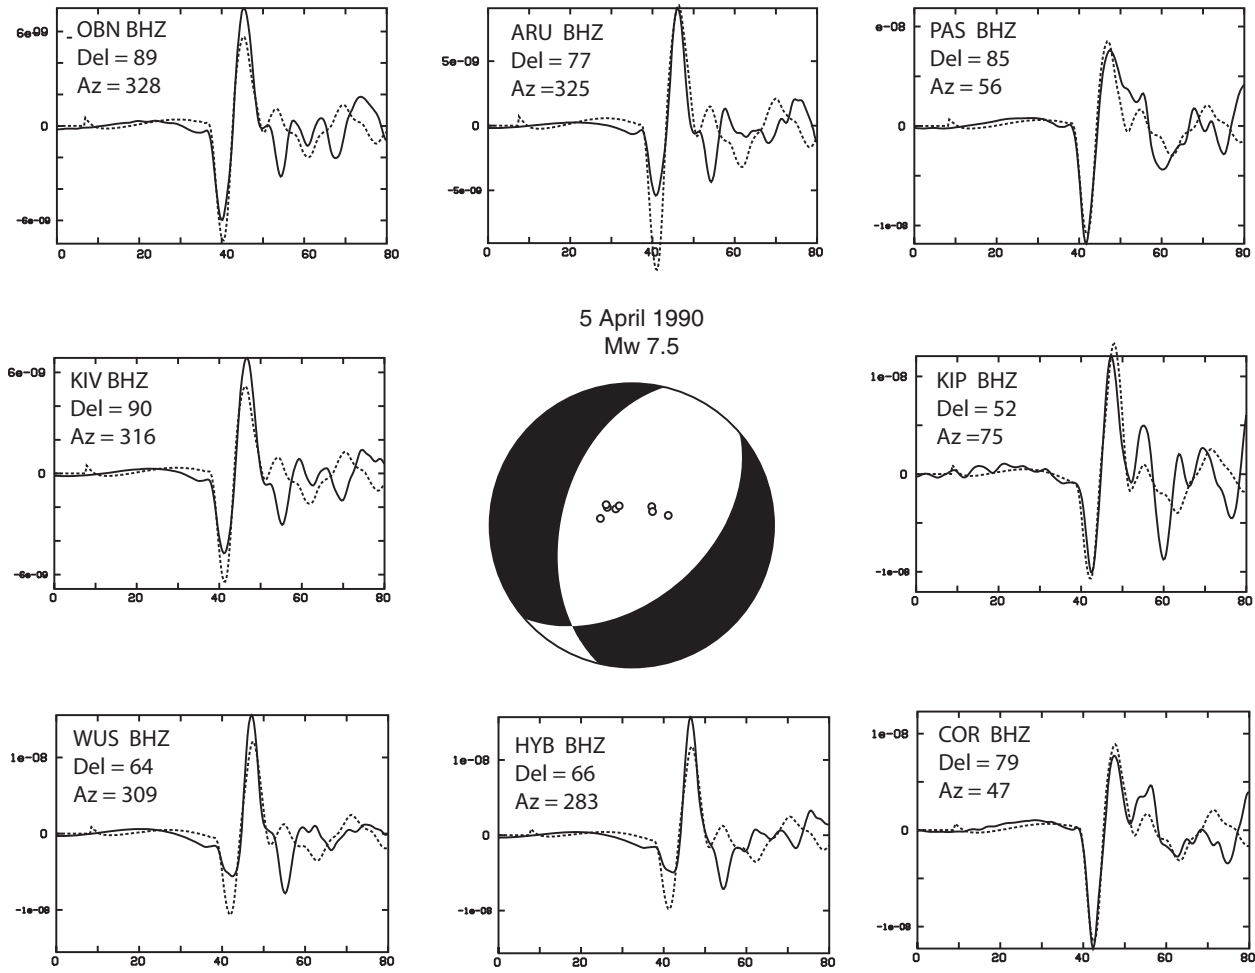 OBN BHZ
Del = 89
Az = 328
6e-09
0
-6e-09
0 20 40 60 80
ARU BHZ
Del = 77
Az =325
5e-09
0
-5e-09
0 20 40 60 80
PAS BHZ
Del = 85
Az = 56
e-08
0
-1e-08
0 20 40 60 80
5 April 1990
Mw 7.5
KIV BHZ
Del = 90
Az = 316
6e-09
0
-6e-09
0 20 40 60 80
KIP BHZ
Del = 52
Az =75
1e-08
0
-1e-08
0 20 40 60 80
WUS BHZ
Del = 64
Az = 309
1e-08
0
-1e-08
0 20 40 60 80
HYB BHZ
Del = 66
Az = 283
1e-08
0
-1e-08
0 20 40 60 80
COR BHZ
Del = 79
Az = 47
1e-08
0
-1e-08
0 20 40 60 80